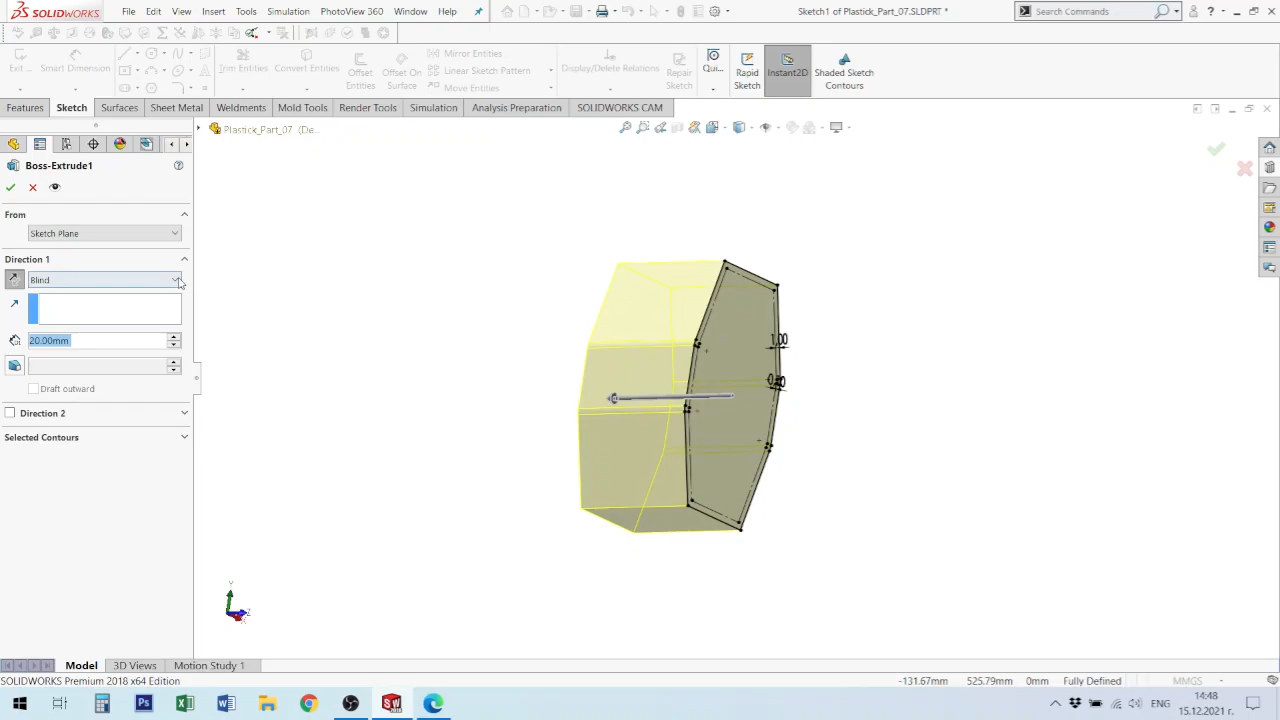 SOLIDWORKS File Edit View Insert Tools Simulation PhotoView 360 Window Help Sketch1 of Plastick_Part_07.SLDPRT * Search Commands
Exit ... Smart Dimension Trim Entities Convert Entities Offset Entities Offset On Surface Mirror Entities Linear Sketch Pattern Move Entities Display/Delete Relations Repair Sketch Qui... Rapid Sketch Instant2D Shaded Sketch Contours
Features Sketch Surfaces Sheet Metal Weldments Mold Tools Render Tools Simulation Analysis Preparation SOLIDWORKS CAM
Plastick_Part_07 (De...
Boss-Extrude1
From
Sketch Plane
Direction 1
Blind
20.00mm
Draft outward
Direction 2
Selected Contours
1,00
Y
Z
X
Model 3D Views Motion Study 1
SOLIDWORKS Premium 2018 x64 Edition -131.67mm 525.79mm 0mm Fully Defined MMGS
ENG 14:48
15.12.2021 г.